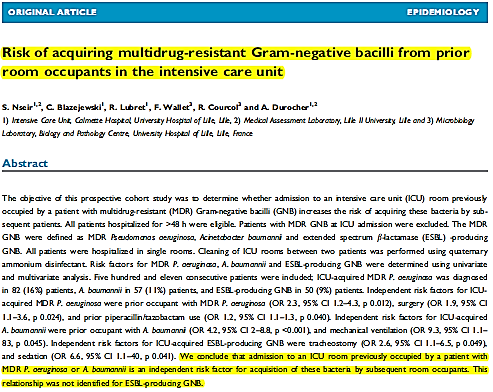 ORIGINAL ARTICLE EPIDEMIOLOGY
Risk of acquiring multidrug-resistant Gram-negative bacilli from prior
room occupants in the intensive care unit
S. Nseir1,2, C. Blazejewski1, R. Lubret1, F. Wallet3, R. Courcol3 and A. Durocher1,2
1) Intensive Care Unit, Calmette Hospital, University Hospital of Lille, Lille, 2) Medical Assessment Laboratory, Lille II University, Lille and 3) Microbiology
Laboratory, Biology and Pathology Centre, University Hospital of Lille, Lille, France
Abstract
The objective of this prospective cohort study was to determine whether admission to an intensive care unit (ICU) room previously
occupied by a patient with multidrug-resistant (MDR) Gram-negative bacilli (GNB) increases the risk of acquiring these bacteria by sub-
sequent patients. All patients hospitalized for >48 h were eligible. Patients with MDR GNB at ICU admission were excluded. The MDR
GNB were defined as MDR Pseudomonas aeruginosa, Acinetobacter baumannii and extended spectrum β-lactamase (ESBL) -producing
GNB. All patients were hospitalized in single rooms. Cleaning of ICU rooms between two patients was performed using quaternary
ammonium disinfectant. Risk factors for MDR P. aeruginosa, A. baumannii and ESBL-producing GNB were determined using univariate
and multivariate analysis. Five hundred and eleven consecutive patients were included; ICU-acquired MDR P. aeruginosa was diagnosed
in 82 (16%) patients, A. baumannii in 57 (11%) patients, and ESBL-producing GNB in 50 (9%) patients. Independent risk factors for ICU-
acquired MDR P. aeruginosa were prior occupant with MDR P. aeruginosa (OR 2.3, 95% CI 1.2–4.3, p 0.012), surgery (OR 1.9, 95% CI
1.1–3.6, p 0.024), and prior piperacillin/tazobactam use (OR 1.2, 95% CI 1.1–1.3, p 0.040). Independent risk factors for ICU-acquired
A. baumannii were prior occupant with A. baumannii (OR 4.2, 95% CI 2–8.8, p <0.001), and mechanical ventilation (OR 9.3, 95% CI 1.1–
83, p 0.045). Independent risk factors for ICU-acquired ESBL-producing GNB were tracheostomy (OR 2.6, 95% CI 1.1–6.5, p 0.049),
and sedation (OR 6.6, 95% CI 1.1–40, p 0.041). We conclude that admission to an ICU room previously occupied by a patient with
MDR P. aeruginosa or A. baumannii is an independent risk factor for acquisition of these bacteria by subsequent room occupants. This
relationship was not identified for ESBL-producing GNB.